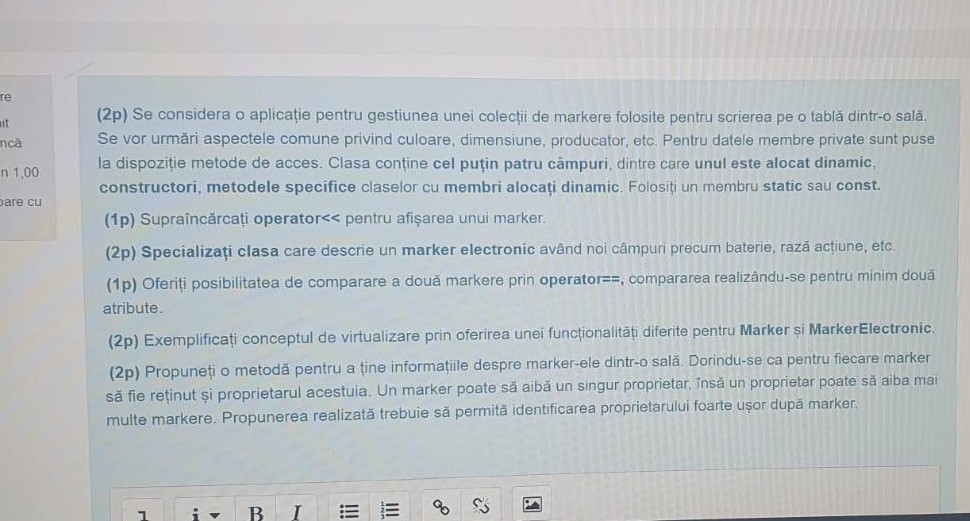 re
it
ncă
n 1,00
oare cu
(2p) Se considera o aplicație pentru gestiunea unei colecții de markere folosite pentru scrierea pe o tablă dintr-o sală.
Se vor urmări aspectele comune privind culoare, dimensiune, producator, etc. Pentru datele membre private sunt puse
la dispoziție metode de acces. Clasa conține cel puțin patru câmpuri, dintre care unul este alocat dinamic,
constructori, metodele specifice claselor cu membri alocați dinamic. Folosiți un membru static sau const.
(1p) Supraîncărcați operator<< pentru afișarea unui marker.
(2p) Specializați clasa care descrie un marker electronic având noi câmpuri precum baterie, rază acțiune, etc.
(1p) Oferiți posibilitatea de comparare a două markere prin operator==, compararea realizându-se pentru minim două
atribute.
(2p) Exemplificați conceptul de virtualizare prin oferirea unei funcționalități diferite pentru Marker și MarkerElectronic.
(2p) Propuneți o metodă pentru a ține informațiile despre marker-ele dintr-o sală. Dorindu-se ca pentru fiecare marker
să fie reținut și proprietarul acestuia. Un marker poate să aibă un singur proprietar, însă un proprietar poate să aiba mai
multe markere. Propunerea realizată trebuie să permită identificarea proprietarului foarte ușor după marker.
B I